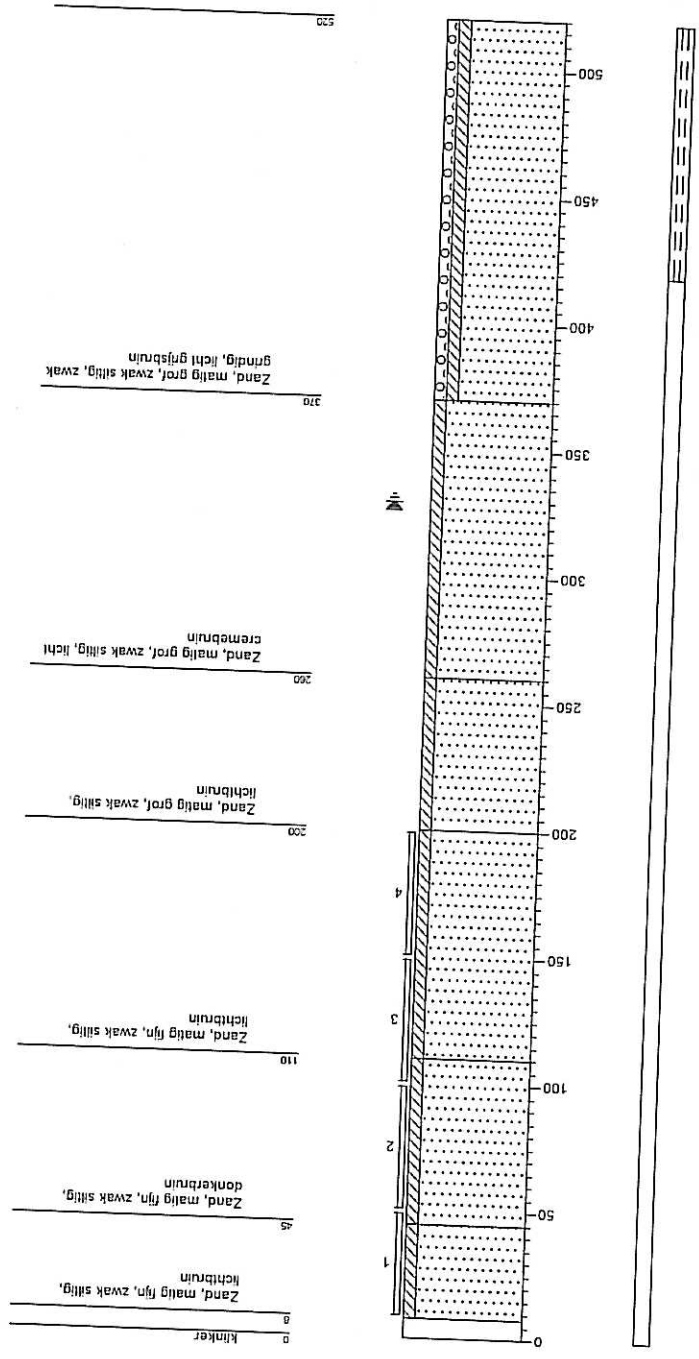 0
klinker
8
Zand, matig fijn, zwak siltig,
lichtbruin
45
Zand, matig fijn, zwak siltig,
donkerbruin
110
Zand, matig fijn, zwak siltig,
lichtbruin
200
Zand, matig grof, zwak siltig,
lichtbruin
260
Zand, matig grof, zwak siltig, licht
cremebruin
370
Zand, matig grof, zwak siltig, zwak
grindig, licht grijsbruin
520
1
2
3
4
0
50
100
150
200
250
300
350
400
450
500